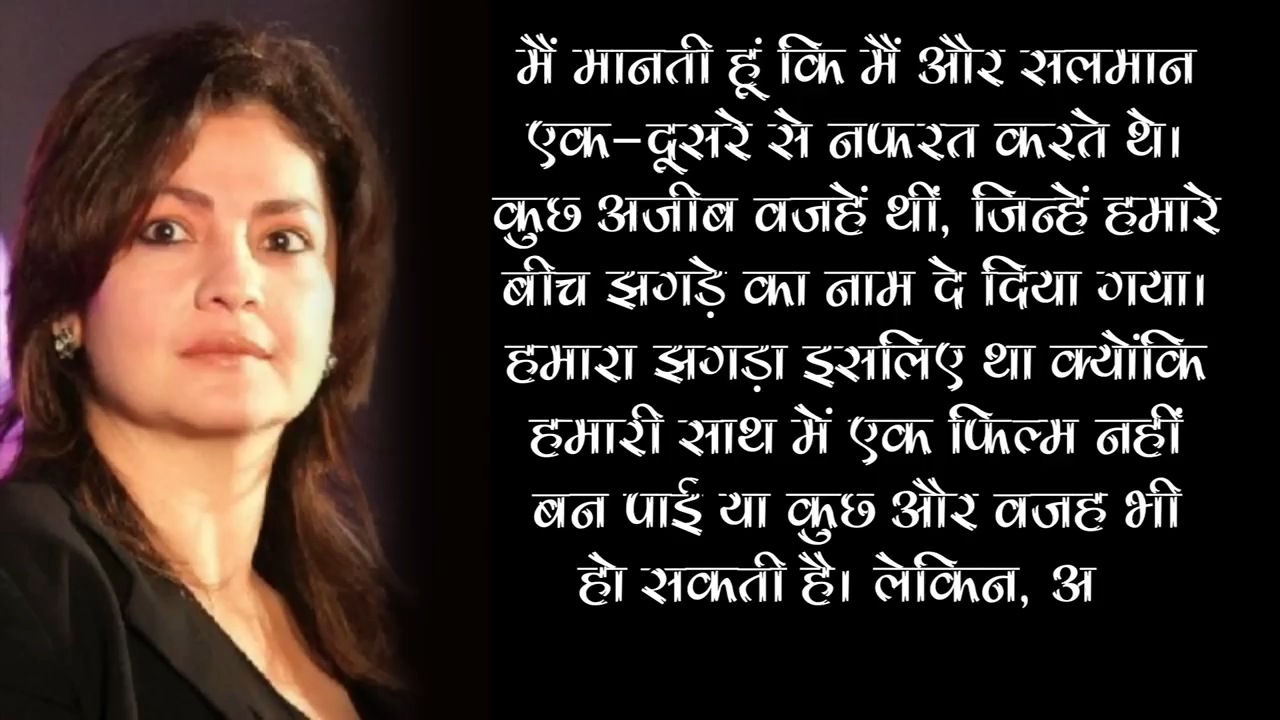 मैं मानती हूं कि मैं और सलमान
एक-दूसरे से नफरत करते थे।
कुछ अजीब वजहें थीं, जिन्हें हमारे
बीच झगड़े का नाम दे दिया गया।
हमारा झगड़ा इसलिए था क्योंकि
हमारी साथ में एक फिल्म नहीं
बन पाई या कुछ और वजह भी
हो सकती है। लेकिन, अ